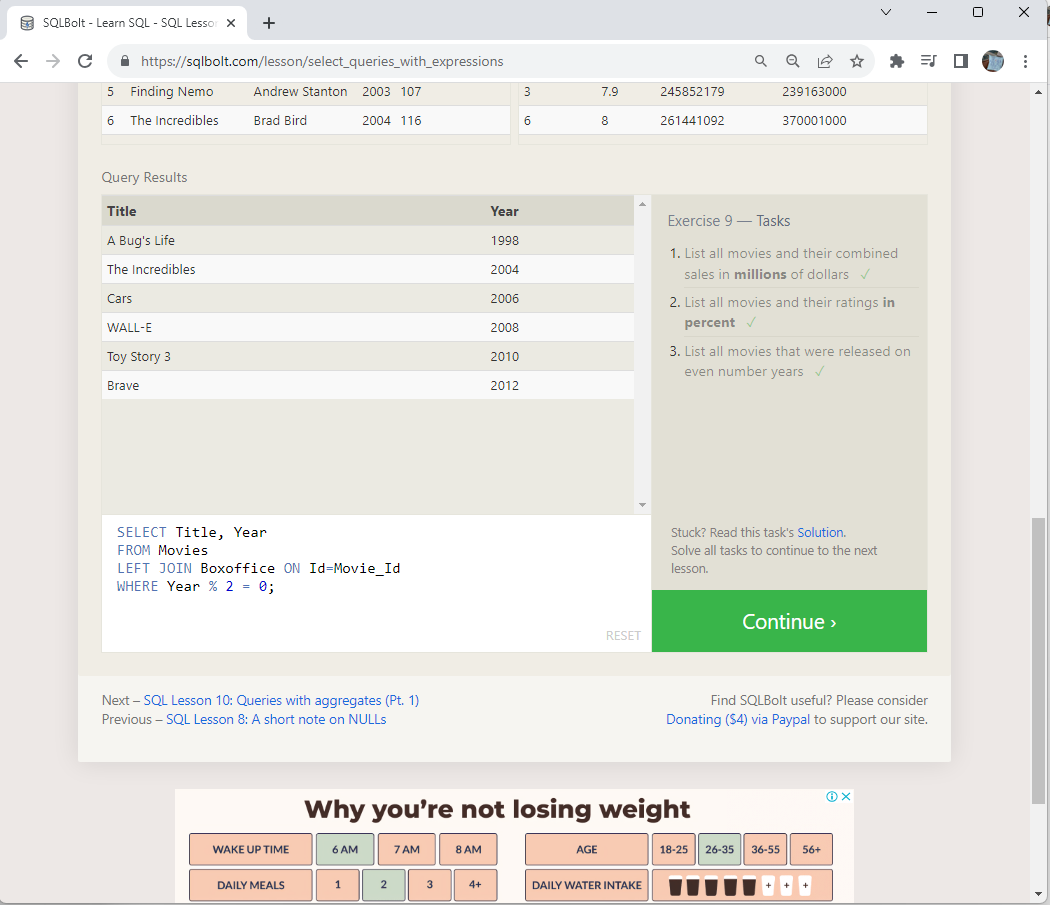 SQLBolt - Learn SQL - SQL Lesson
https://sqlbolt.com/lesson/select_queries_with_expressions
5 Finding Nemo Andrew Stanton 2003 107
6 The Incredibles Brad Bird 2004 116
3 7.9 245852179 239163000
6 8 261441092 370001000
Query Results
Title Year
A Bug's Life 1998
The Incredibles 2004
Cars 2006
WALL-E 2008
Toy Story 3 2010
Brave 2012
SELECT Title, Year
FROM Movies
LEFT JOIN Boxoffice ON Id=Movie_Id
WHERE Year % 2 = 0;
RESET
Exercise 9 — Tasks
1. List all movies and their combined
sales in millions of dollars ✓
2. List all movies and their ratings in
percent ✓
3. List all movies that were released on
even number years ✓
Stuck? Read this task's Solution.
Solve all tasks to continue to the next
lesson.
Continue ›
Next – SQL Lesson 10: Queries with aggregates (Pt. 1)
Previous – SQL Lesson 8: A short note on NULLs
Find SQLBolt useful? Please consider
Donating ($4) via Paypal to support our site.
Why you're not losing weight
WAKE UP TIME 6 AM 7 AM 8 AM
DAILY MEALS 1 2 3 4+
AGE 18-25 26-35 36-55 56+
DAILY WATER INTAKE + + +